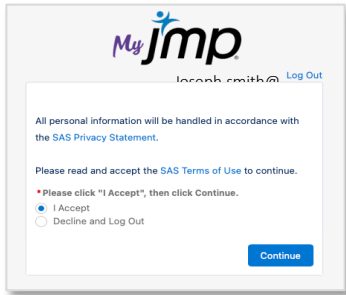 My jmp
Joseph smith@ Log Out
All personal information will be handled in accordance with
the SAS Privacy Statement.
Please read and accept the SAS Terms of Use to continue.
*Please click "I Accept", then click Continue.
I Accept
Decline and Log Out
Continue